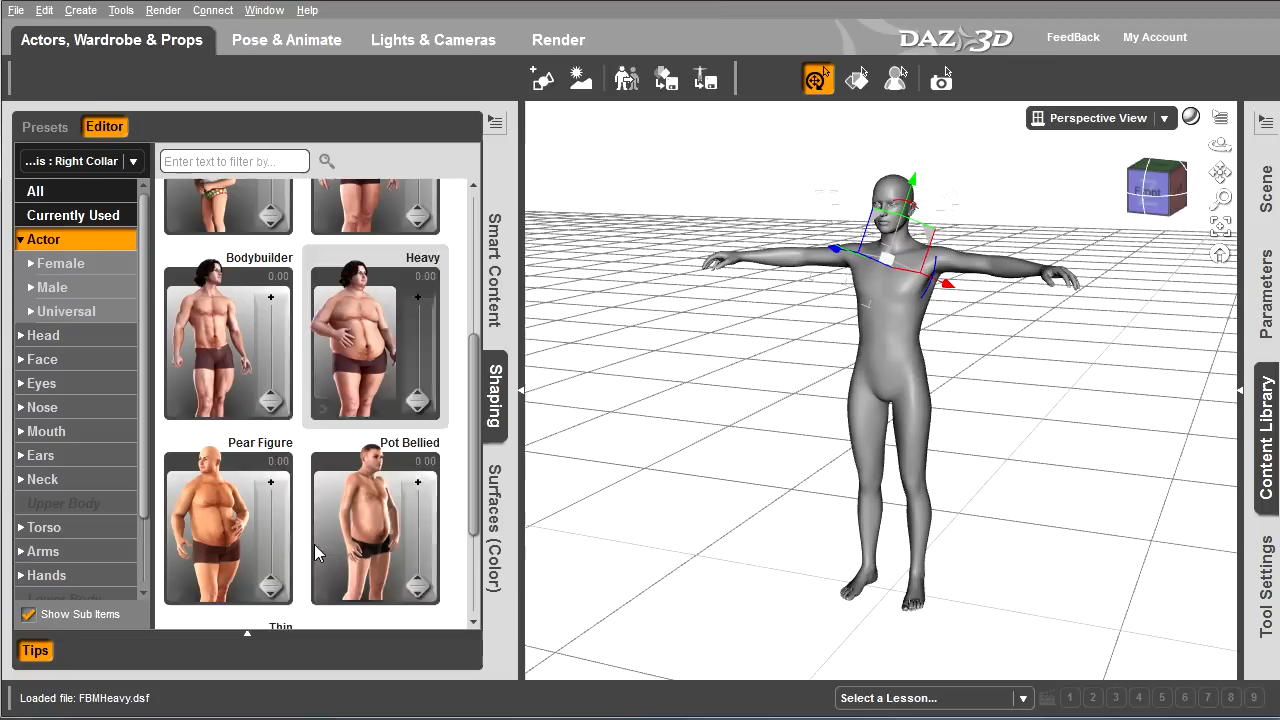 File Edit Create Tools Render Connect Window Help
Actors, Wardrobe & Props Pose & Animate Lights & Cameras Render
DAZ 3D FeedBack My Account
Presets Editor
Perspective View
...is : Right Collar
Enter text to filter by...
All
Currently Used
Actor
Female
Male
Universal
Head
Face
Eyes
Nose
Mouth
Ears
Neck
Upper Body
Torso
Arms
Hands
Lower Body
Show Sub Items
Bodybuilder
0.00
Heavy
0.00
Pear Figure
0.00
Pot Bellied
0.00
Thin
Smart Content
Shaping
Surfaces (Color)
Front
Scene
Parameters
Content Library
Tool Settings
Tips
Loaded file: FBMHeavy.dsf
Select a Lesson... 1 2 3 4 5 6 7 8 9